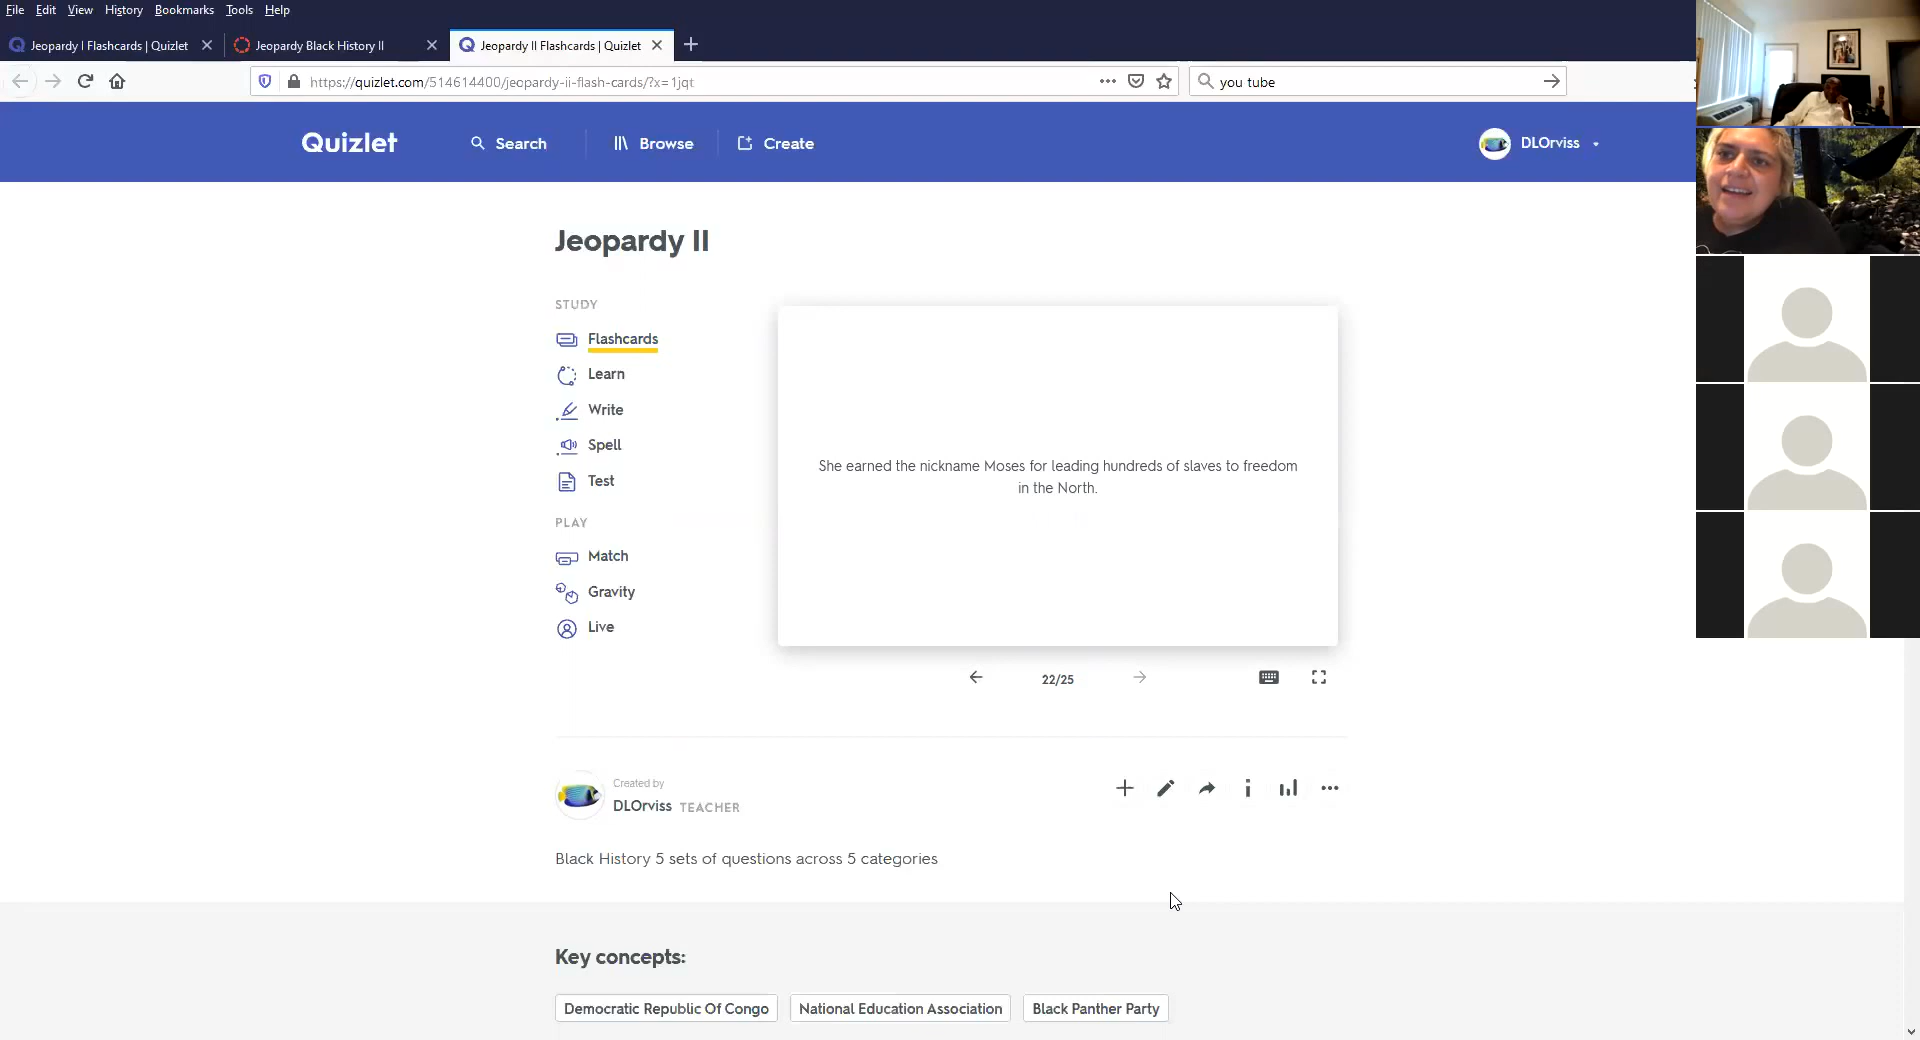 File Edit View History Bookmarks Tools Help
Jeopardy I Flashcards | Quizlet
Jeopardy Black History II
Jeopardy II Flashcards | Quizlet
https://quizlet.com/514614400/jeopardy-ii-flash-cards/?x=1jqt
you tube
Quizlet
Search
Browse
Create
DLOrviss
Jeopardy II
STUDY
Flashcards
Learn
Write
Spell
Test
PLAY
Match
Gravity
Live
She earned the nickname Moses for leading hundreds of slaves to freedom
in the North.
22/25
Created by
DLOrviss TEACHER
Black History 5 sets of questions across 5 categories
Key concepts:
Democratic Republic Of Congo
National Education Association
Black Panther Party